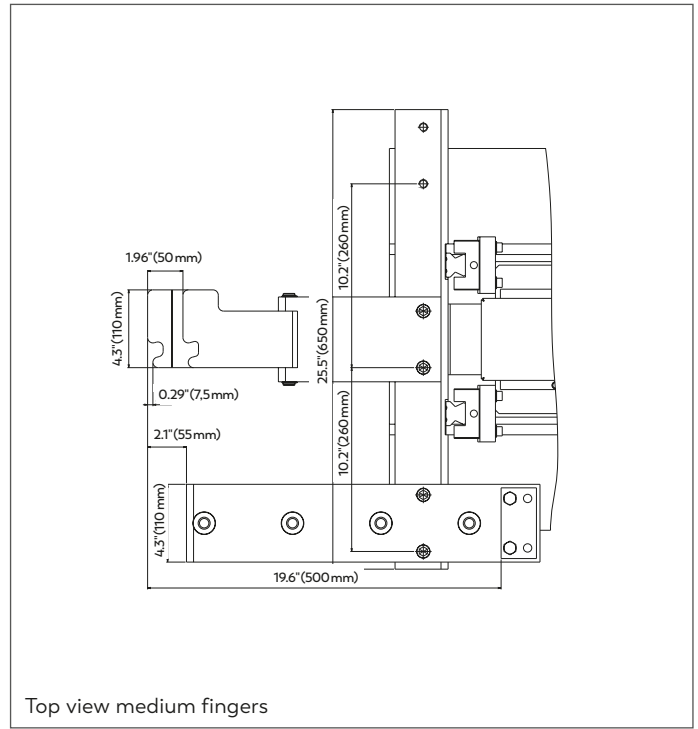 10.2"(260 mm)
1.96"(50 mm)
4.3"(110 mm)
25.5"(650 mm)
0.29"(7,5 mm)
2.1"(55 mm)
10.2"(260 mm)
4.3"(110 mm)
19.6"(500 mm)
Top view medium fingers